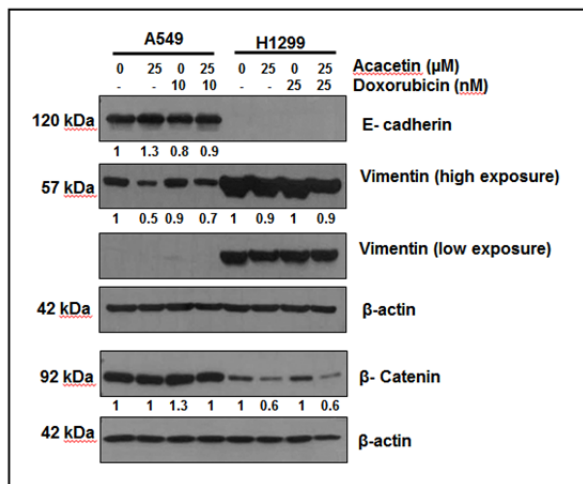 A549 H1299
0 25 0 25 0 25 0 25 Acacetin (µM)
- - 10 10 - - 25 25 Doxorubicin (nM)
120 kDa E- cadherin
1 1.3 0.8 0.9
57 kDa Vimentin (high exposure)
1 0.5 0.9 0.7 1 0.9 1 0.9
Vimentin (low exposure)
42 kDa β-actin
92 kDa β- Catenin
1 1 1.3 1 1 0.6 1 0.6
42 kDa β-actin